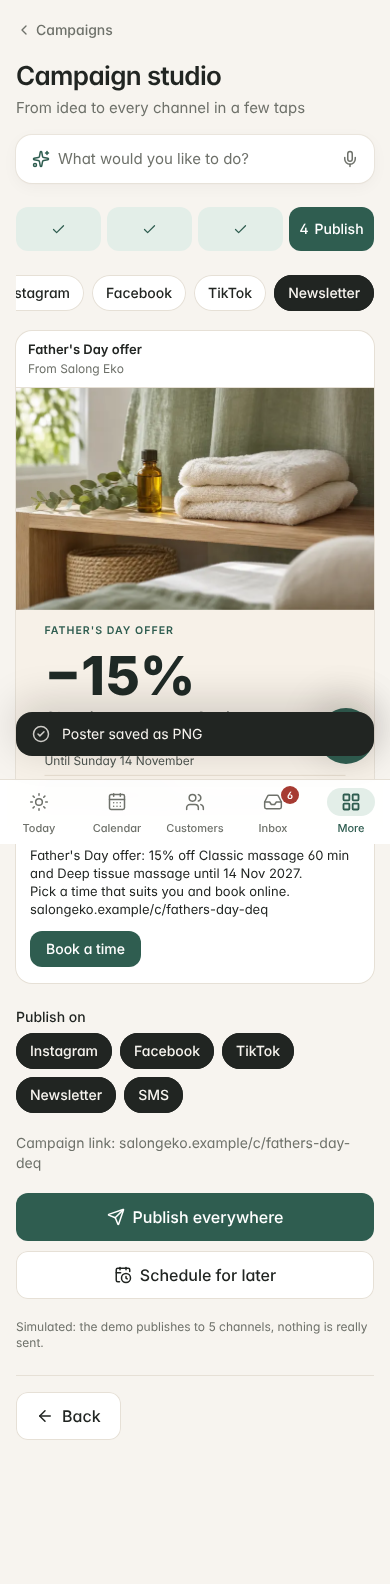 Campaigns
Campaign studio
From idea to every channel in a few taps
What would you like to do?
4 Publish
stagram
Facebook
TikTok
Newsletter
Father's Day offer
From Salong Eko
FATHER'S DAY OFFER
−15%
Poster saved as PNG
Until Sunday 14 November
6
Today
Calendar
Customers
Inbox
More
Father's Day offer: 15% off Classic massage 60 min
and Deep tissue massage until 14 Nov 2027.
Pick a time that suits you and book online.
salongeko.example/c/fathers-day-deq
Book a time
Publish on
Instagram
Facebook
TikTok
Newsletter
SMS
Campaign link: salongeko.example/c/fathers-day-
deq
Publish everywhere
Schedule for later
Simulated: the demo publishes to 5 channels, nothing is really
sent.
Back